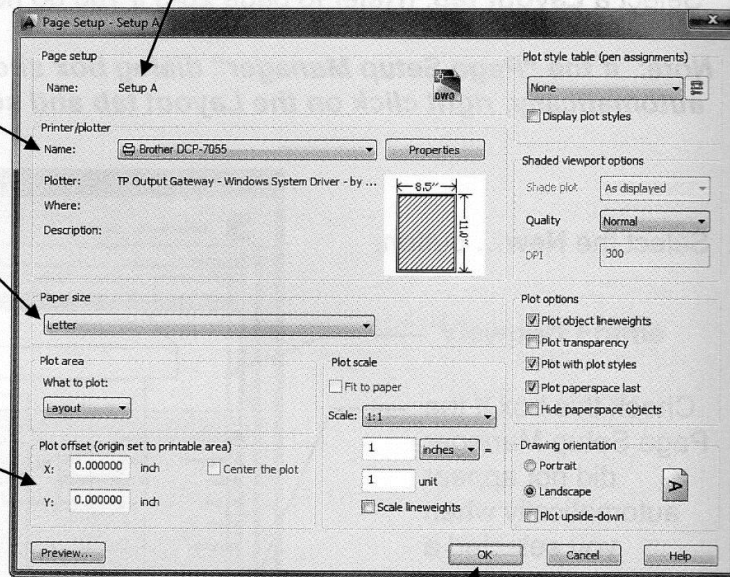 Page Setup - Setup A
Page setup
Name: Setup A
DWG
Printer/plotter
Name: Brother DCP-7055
Properties
Plotter: TP Output Gateway - Windows System Driver - by ...
Where:
Description:
8.5″
11.0″
Paper size
Letter
Plot area
What to plot:
Layout
Plot offset (origin set to printable area)
X: 0.000000 inch
Center the plot
Y: 0.000000 inch
Plot scale
Fit to paper
Scale: 1:1
1 inches =
1 unit
Scale lineweights
Plot style table (pen assignments)
None
Display plot styles
Shaded viewport options
Shade plot As displayed
Quality Normal
DPI 300
Plot options
Plot object lineweights
Plot transparency
Plot with plot styles
Plot paperspace last
Hide paperspace objects
Drawing orientation
Portrait
Landscape
Plot upside-down
A
Preview...
OK
Cancel
Help